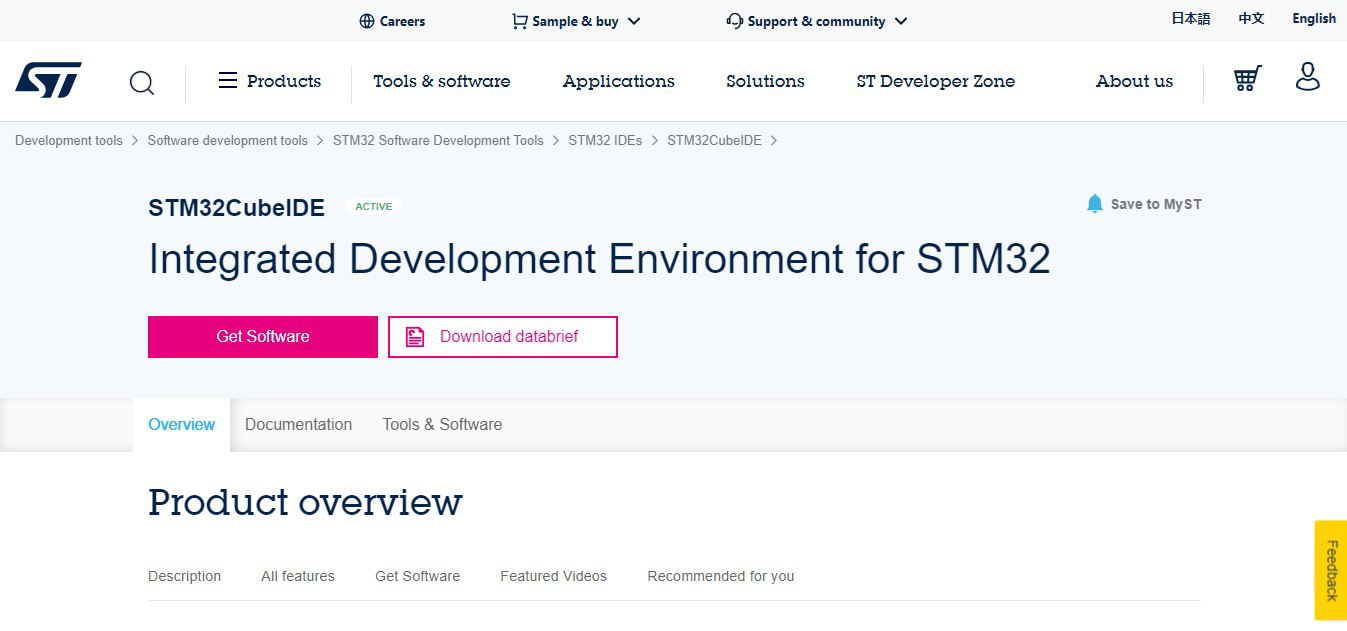 Careers Sample & buy Support & community 日本語 中文 English
ST Products Tools & software Applications Solutions ST Developer Zone About us
Development tools > Software development tools > STM32 Software Development Tools > STM32 IDEs > STM32CubeIDE >
STM32CubeIDE ACTIVE Save to MyST
Integrated Development Environment for STM32
Get Software Download databrief
Overview Documentation Tools & Software
Product overview
Description All features Get Software Featured Videos Recommended for you
Feedback